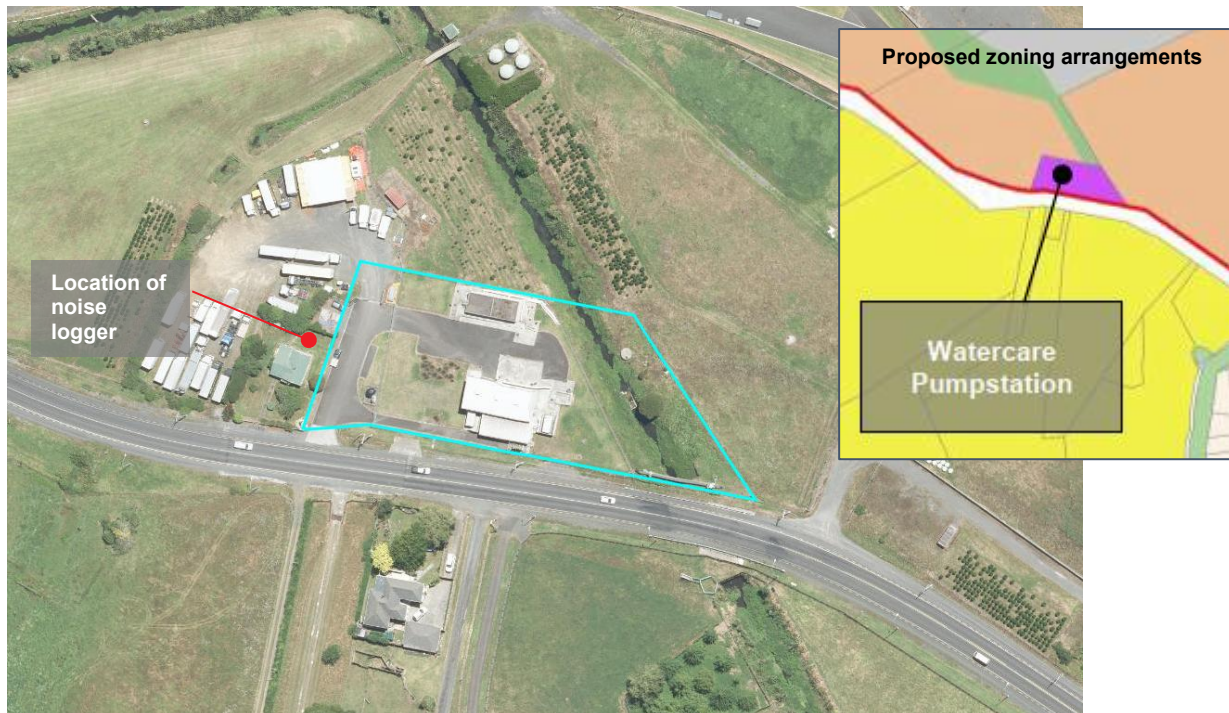 Proposed zoning arrangements
Location of
noise
logger
Watercare
Pumpstation